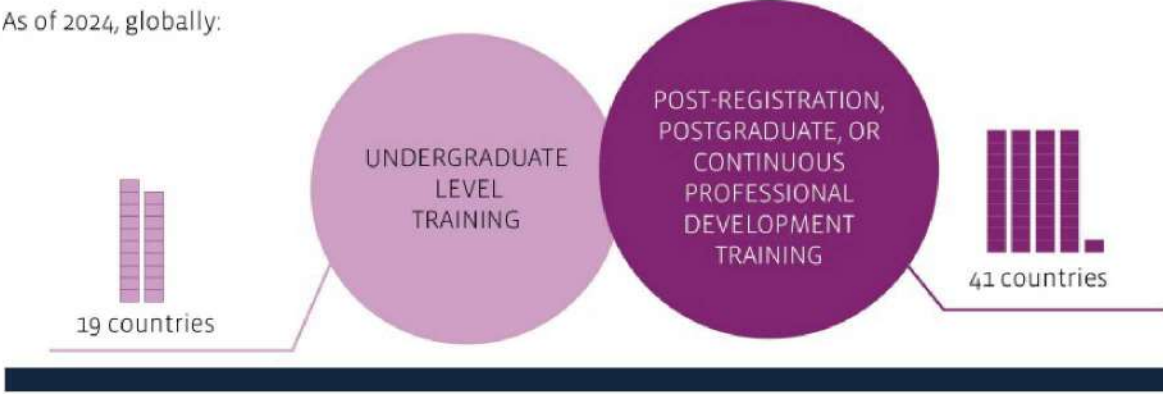 As of 2024, globally:
UNDERGRADUATE
LEVEL
TRAINING
19 countries
POST-REGISTRATION,
POSTGRADUATE, OR
CONTINUOUS
PROFESSIONAL
DEVELOPMENT
TRAINING
41 countries